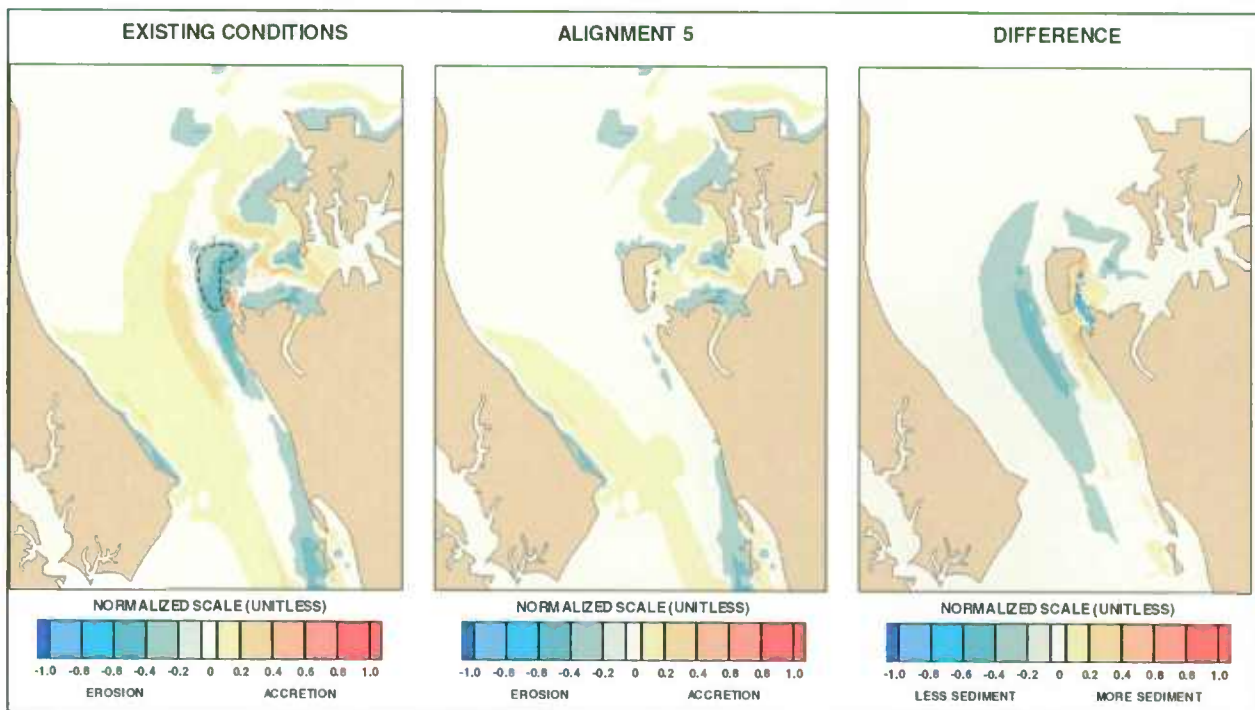 EXISTING CONDITIONS
ALIGNMENT 5
DIFFERENCE
NORMALIZED SCALE (UNITLESS)
-1.0 -0.8 -0.6 -0.4 -0.2 0 0.2 0.4 0.6 0.8 1.0
EROSION ACCRETION
NORMALIZED SCALE (UNITLESS)
-1.0 -0.8 -0.6 -0.4 -0.2 0 0.2 0.4 0.6 0.8 1.0
EROSION ACCRETION
NORMALIZED SCALE (UNITLESS)
-1.0 -0.8 -0.6 -0.4 -0.2 0 0.2 0.4 0.6 0.8 1.0
LESS SEDIMENT MORE SEDIMENT